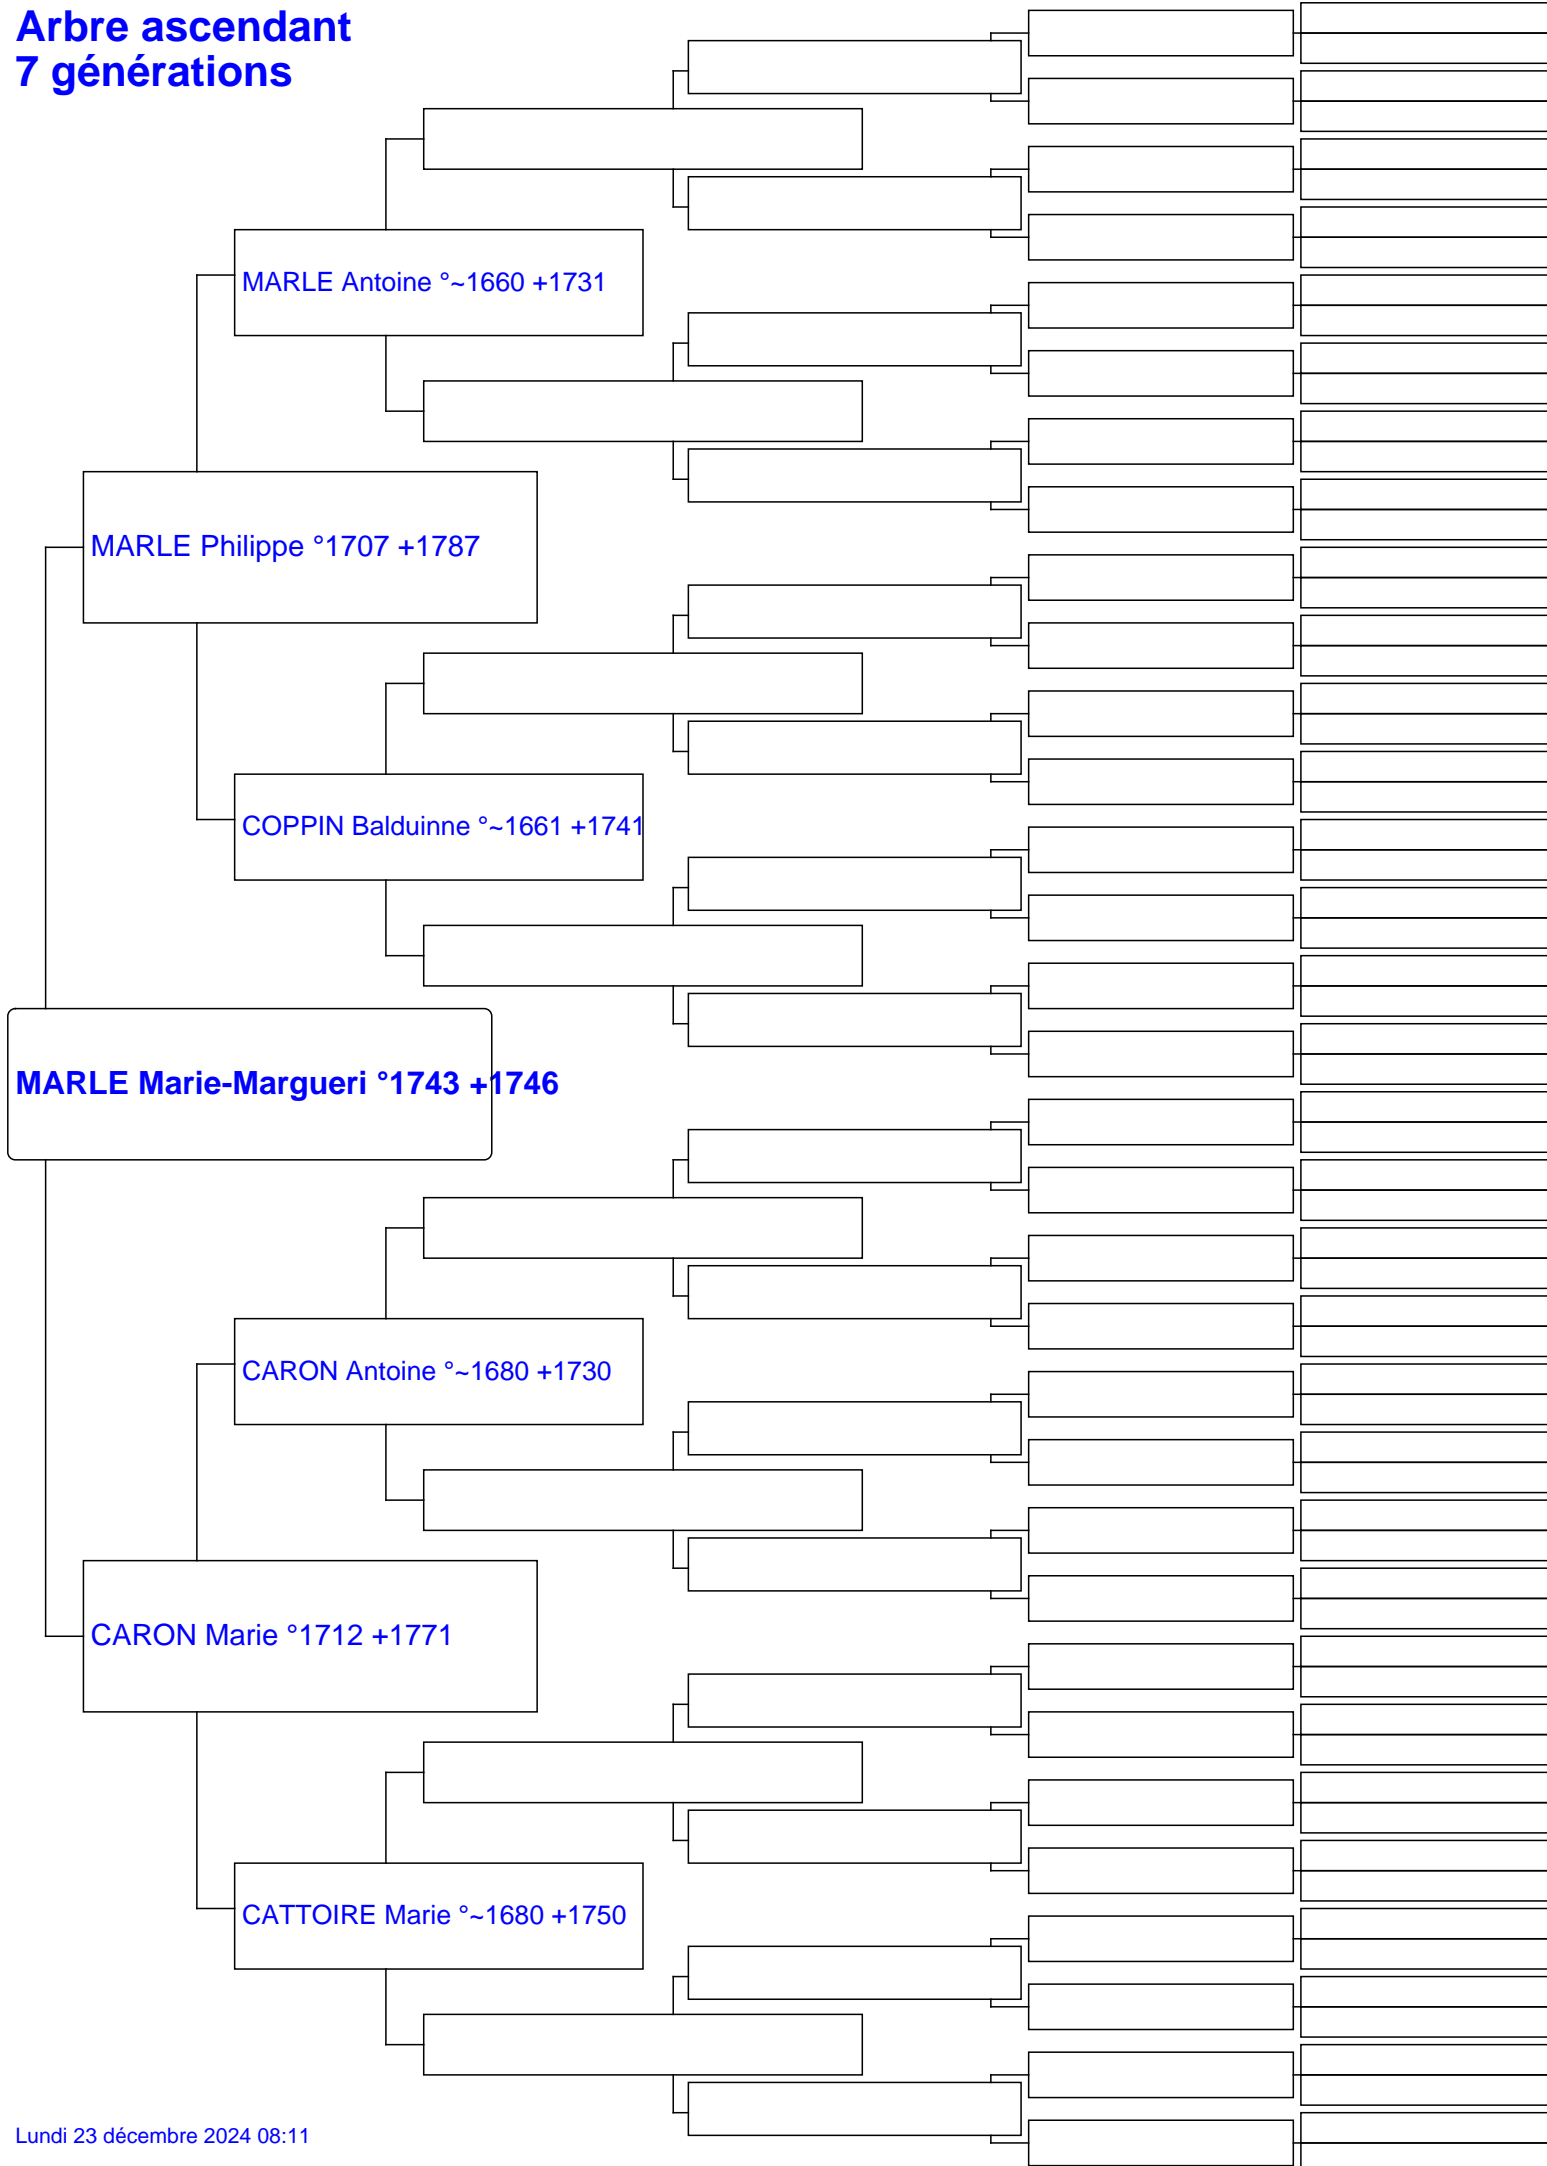 Arbre ascendant
7 générations
MARLE Antoine °~1660 +1731
MARLE Philippe °1707 +1787
COPPIN Balduinne °~1661 +1741
MARLE Marie-Margueri °1743 +1746
CARON Antoine °~1680 +1730
CARON Marie °1712 +1771
CATTOIRE Marie °~1680 +1750
Lundi 23 décembre 2024 08:11